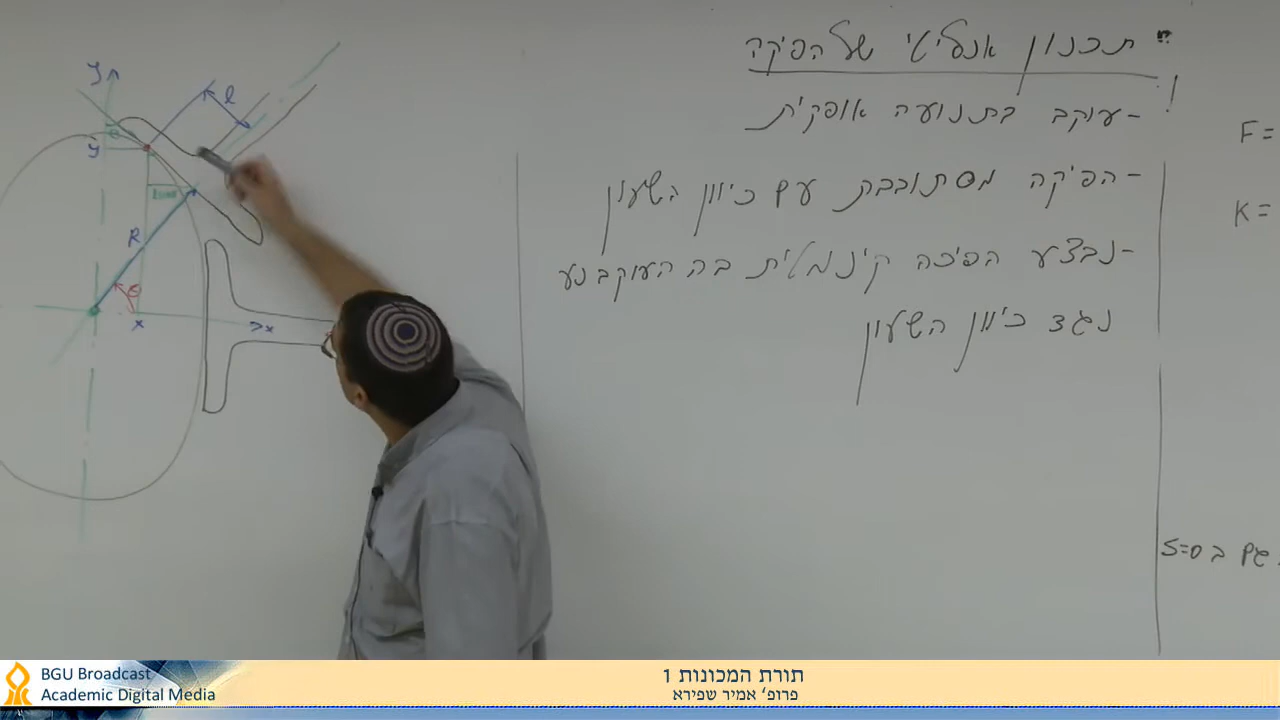 תכנון אנליטי של הפיקה
- עוקב בתנועה אופקית
- הפיקה מסתובבת עם כיוון השעון
- נבצע הפיכה קינמטית בה העוקב נע
נגד כיוון השעון
F =
K =
S=0
y
l
y
R
θ
x
x
BGU Broadcast
Academic Digital Media
תורת המכונות 1
פרופ' אמיר שפירא